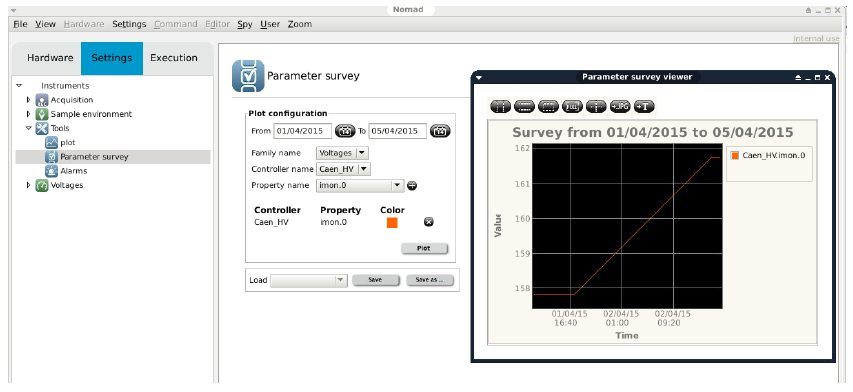 Nomad
File View Hardware Settings Command Editor Spy User Zoom
Internal use
Hardware Settings Execution
Instruments
Acquisition
Sample environment
Tools
plot
Parameter survey
Alarms
Voltages
Parameter survey
Plot configuration
From 01/04/2015 To 05/04/2015
Family name Voltages
Controller name Caen_HV
Property name imon.0
Controller Property Color
Caen_HV imon.0
Plot
Load Save Save as ...
Parameter survey viewer
JPG T
Survey from 01/04/2015 to 05/04/2015
Caen_HV.imon.0
162
161
160
159
158
Value
01/04/15 02/04/15 02/04/15
16:40 01:00 09:20
Time